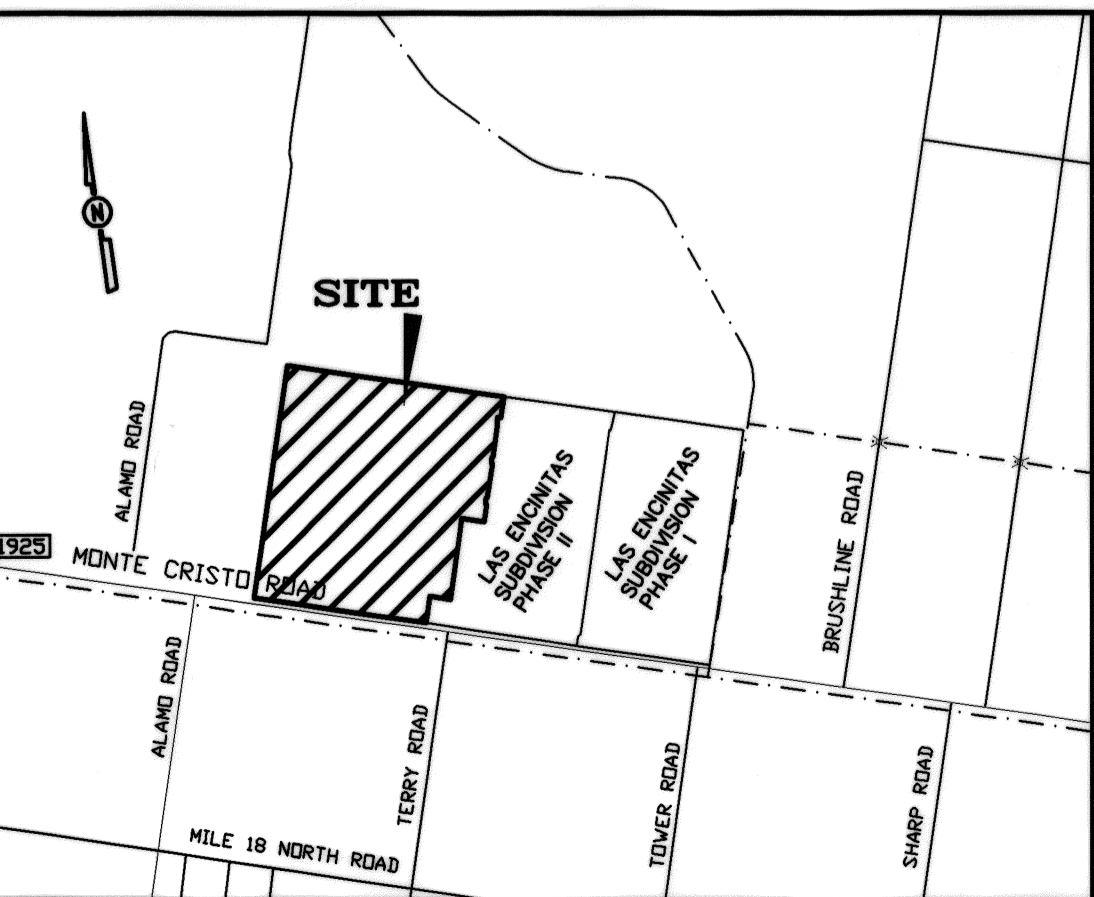 N
SITE
ALAMO ROAD
LAS ENCINITAS
SUBDIVISION
PHASE II
LAS ENCINITAS
SUBDIVISION
PHASE I
BRUSHLINE ROAD
1925
MONTE CRISTO ROAD
ALAMO ROAD
TERRY ROAD
TOWER ROAD
SHARP ROAD
MILE 18 NORTH ROAD